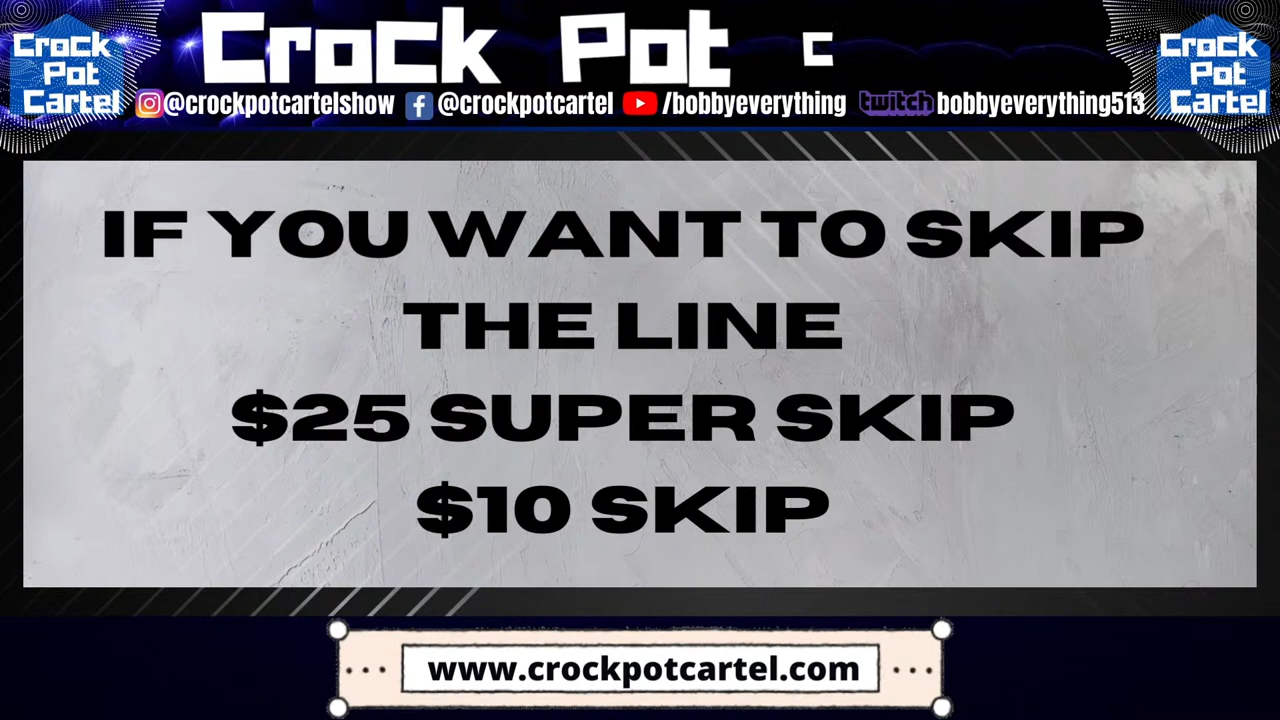 Crock Pot C
Crock
Pot
Cartel
@crockpotcartelshow @crockpotcartel /bobbyeverything twitch bobbyeverything513
Crock
Pot
Cartel
IF YOU WANT TO SKIP
THE LINE
$25 SUPER SKIP
$10 SKIP
www.crockpotcartel.com